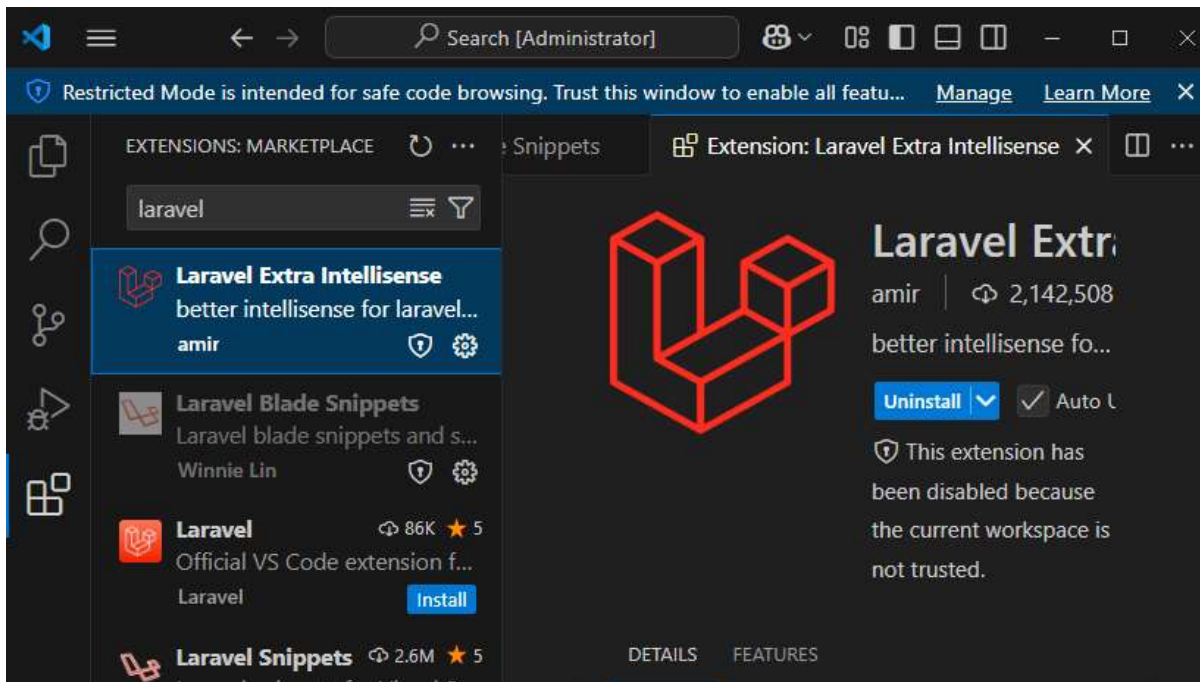 Search [Administrator]
Restricted Mode is intended for safe code browsing. Trust this window to enable all featu... Manage Learn More
EXTENSIONS: MARKETPLACE
laravel
Laravel Extra Intellisense
better intellisense for laravel...
amir
Laravel Blade Snippets
Laravel blade snippets and s...
Winnie Lin
Laravel 86K ★ 5
Official VS Code extension f...
Laravel Install
Laravel Snippets 2.6M ★ 5
Snippets
Extension: Laravel Extra Intellisense
Laravel Extr
amir 2,142,508
better intellisense fo...
Uninstall Auto
This extension has
been disabled because
the current workspace is
not trusted.
DETAILS FEATURES